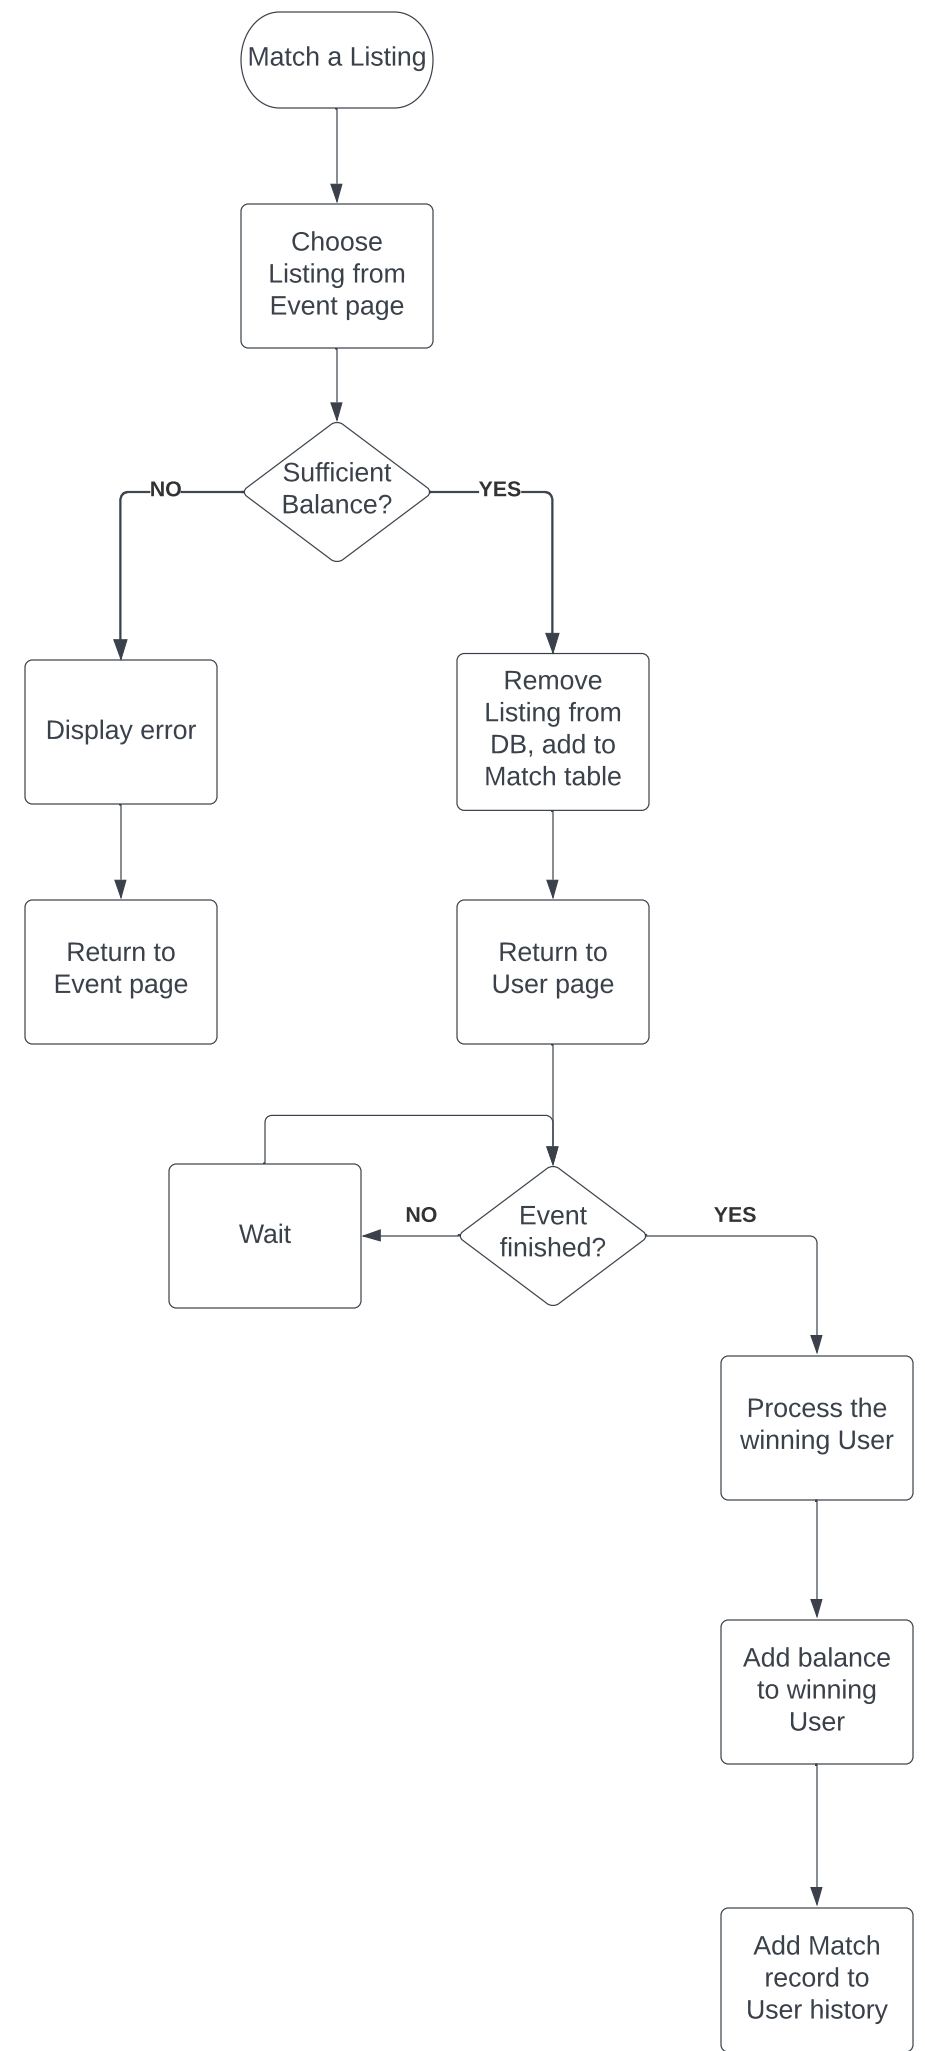 Match a Listing
Choose
Listing from
Event page
Sufficient
Balance?
NO
YES
Display error
Remove
Listing from
DB, add to
Match table
Return to
Event page
Return to
User page
Wait
NO
Event
finished?
YES
Process the
winning User
Add balance
to winning
User
Add Match
record to
User history